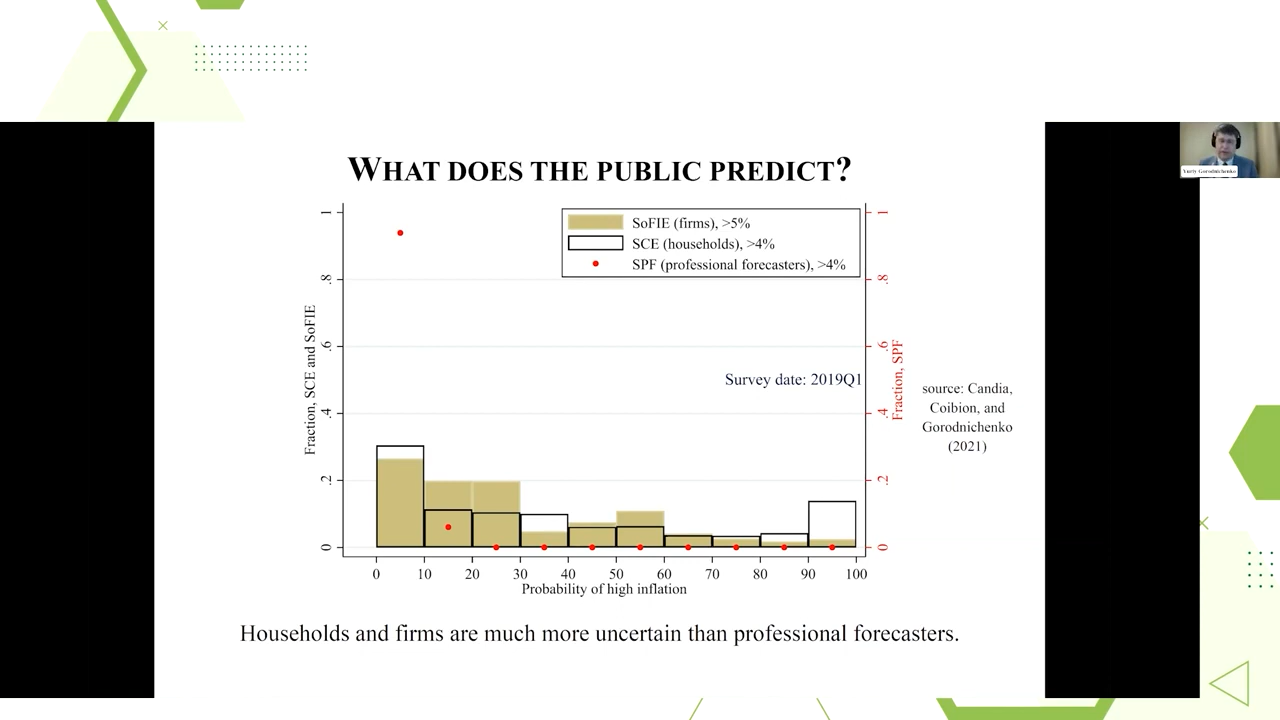 WHAT DOES THE PUBLIC PREDICT?
Yuriy Gorodnichenko
SoFIE (firms), >5%
SCE (households), >4%
SPF (professional forecasters), >4%
Fraction, SCE and SoFIE
0 .2 .4 .6 .8 1
Survey date: 2019Q1
0 .2 .4 .6 .8 1
Fraction, SPF
source: Candia,
Coibion, and
Gorodnichenko
(2021)
0 10 20 30 40 50 60 70 80 90 100
Probability of high inflation
Households and firms are much more uncertain than professional forecasters.